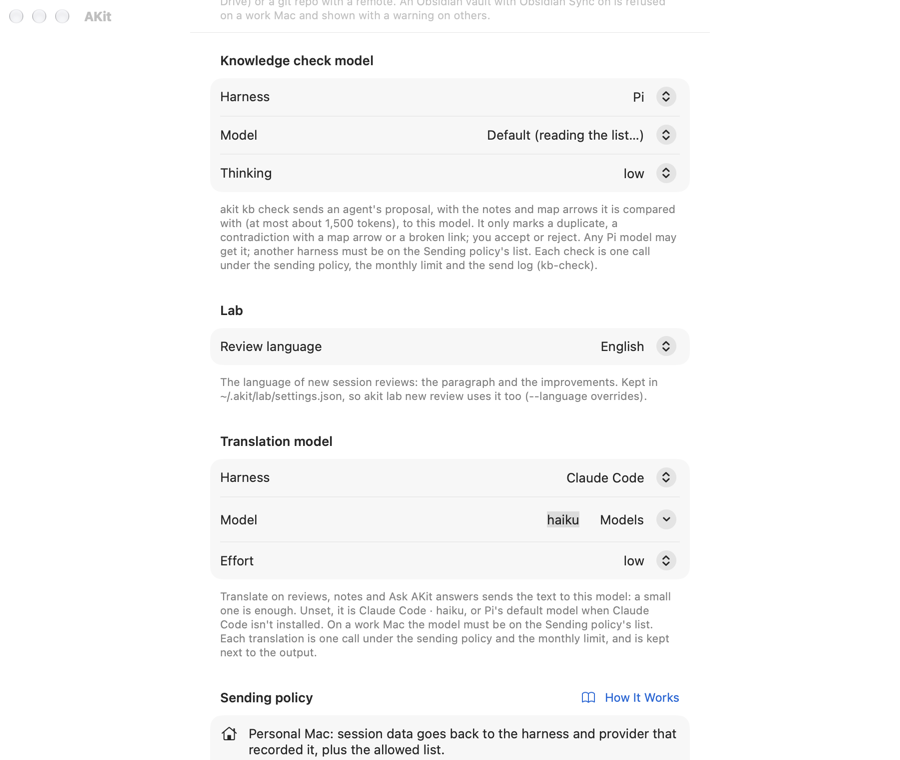 AKit
Drive) or a git repo with a remote. An Obsidian vault with Obsidian Sync on is refused
on a work Mac and shown with a warning on others.
Knowledge check model
Harness
Pi
Model
Default (reading the list...)
Thinking
low
akit kb check sends an agent's proposal, with the notes and map arrows it is compared
with (at most about 1,500 tokens), to this model. It only marks a duplicate, a
contradiction with a map arrow or a broken link; you accept or reject. Any Pi model may
get it; another harness must be on the Sending policy's list. Each check is one call
under the sending policy, the monthly limit and the send log (kb-check).
Lab
Review language
English
The language of new session reviews: the paragraph and the improvements. Kept in
~/.akit/lab/settings.json, so akit lab new review uses it too (--language overrides).
Translation model
Harness
Claude Code
Model
haiku
Models
Effort
low
Translate on reviews, notes and Ask AKit answers sends the text to this model: a small
one is enough. Unset, it is Claude Code · haiku, or Pi's default model when Claude
Code isn't installed. On a work Mac the model must be on the Sending policy's list.
Each translation is one call under the sending policy and the monthly limit, and is kept
next to the output.
Sending policy
How It Works
Personal Mac: session data goes back to the harness and provider that
recorded it, plus the allowed list.